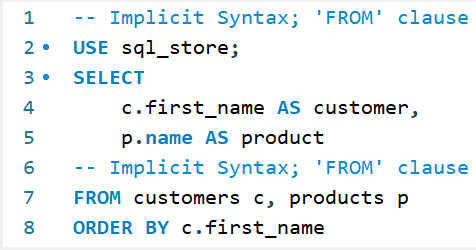 1 -- Implicit Syntax; 'FROM' clause
2 USE sql_store;
3 SELECT
4 c.first_name AS customer,
5 p.name AS product
6 -- Implicit Syntax; 'FROM' clause
7 FROM customers c, products p
8 ORDER BY c.first_name